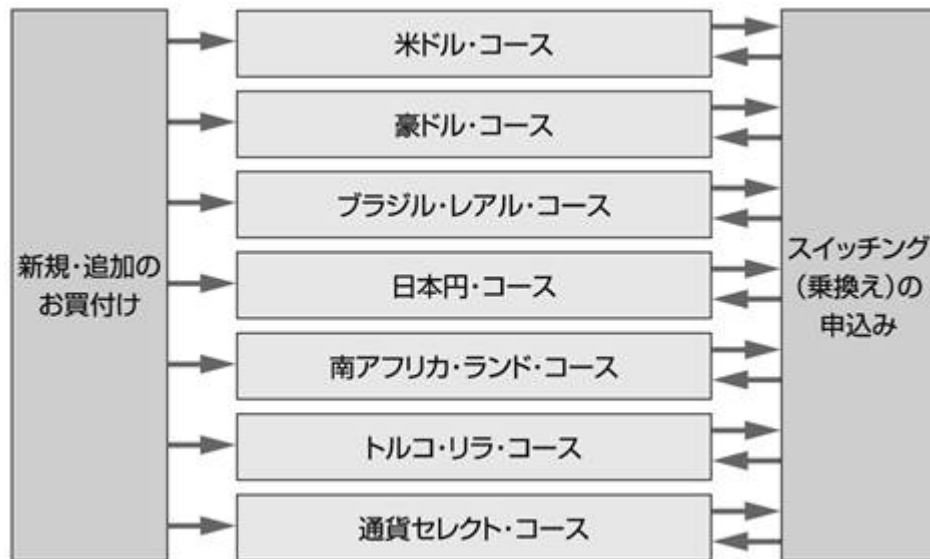 新規・追加の
お買付け
米ドル・コース
豪ドル・コース
ブラジル・レアル・コース
日本円・コース
南アフリカ・ランド・コース
トルコ・リラ・コース
通貨セレクト・コース
スイッチング
(乗換え)の
申込み